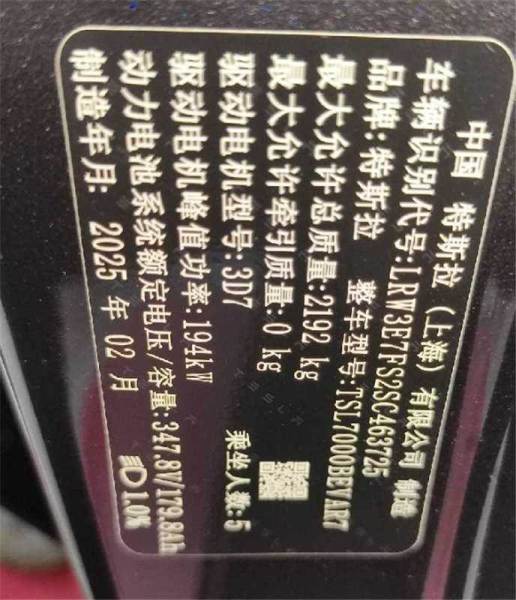 中国 特斯拉（上海）有限公司 制造
车辆识别代号:LRW3E7FS2SC463725
品牌:特斯拉 整车型号:TSL7000BEVAR7
最大允许总质量:2192 kg
最大允许牵引质量:0 kg
驱动电机型号:3D7 乘坐人数:5
驱动电机峰值功率:194kW
动力电池系统额定电压/容量:347.8V/179.8Ah
制造年月: 2025 年 02 月 10K